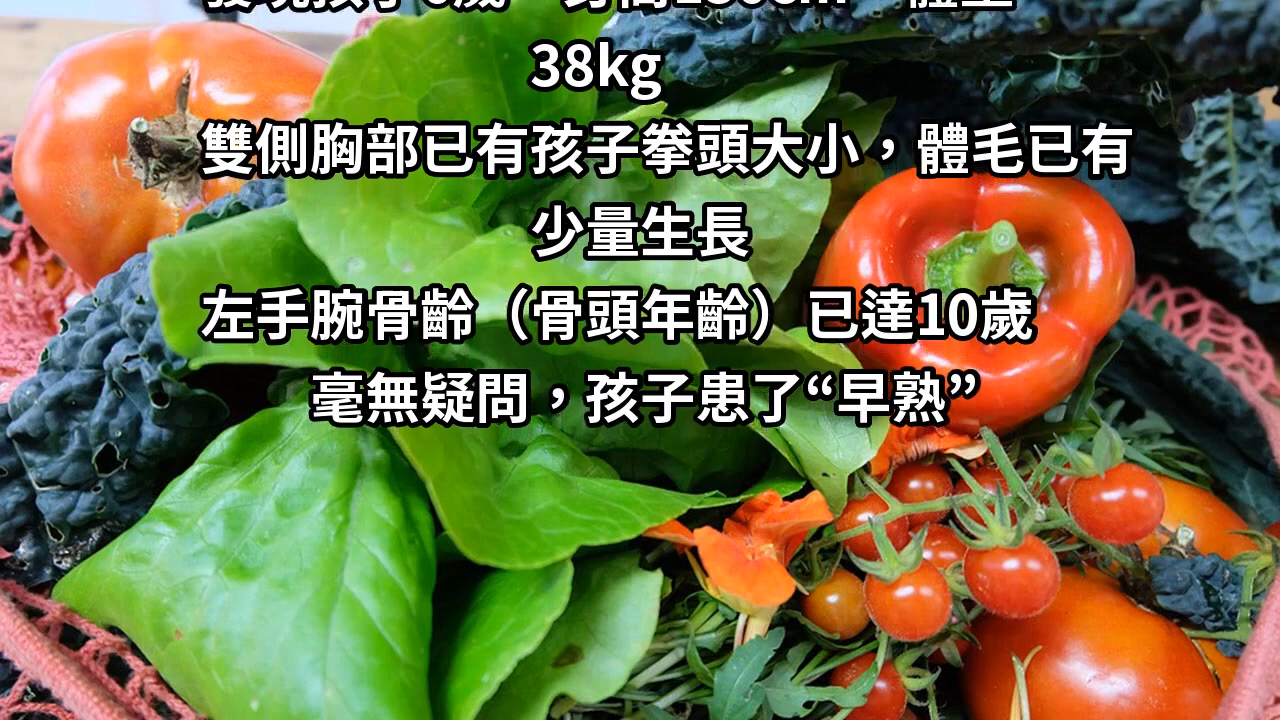 38kg
雙側胸部已有孩子拳頭大小，體毛已有
少量生長
左手腕骨齡（骨頭年齡）已達10歲
毫無疑問，孩子患了“早熟”